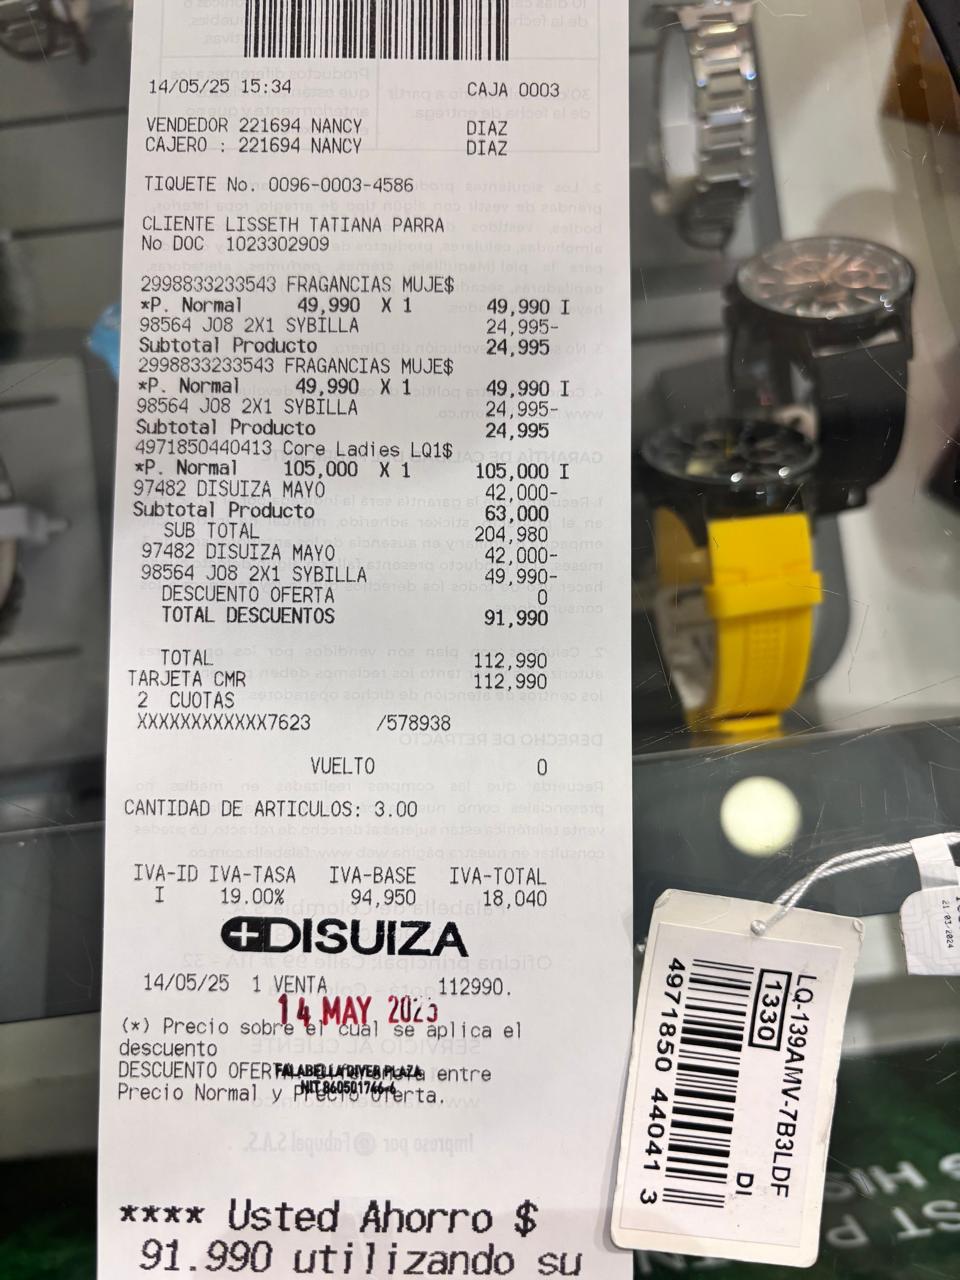 14/05/25 15:34 CAJA 0003
VENDEDOR 221694 NANCY DIAZ
CAJERO : 221694 NANCY DIAZ
TIQUETE No. 0096-0003-4586
CLIENTE LISSETH TATIANA PARRA
No DOC 1023302909
2998833233543 FRAGANCIAS MUJE$
*P. Normal 49,990 X 1 49,990 I
98564 J08 2X1 SYBILLA 24,995-
Subtotal Producto 24,995
2998833233543 FRAGANCIAS MUJE$
*P. Normal 49,990 X 1 49,990 I
98564 J08 2X1 SYBILLA 24,995-
Subtotal Producto 24,995
4971850440413 Core Ladies LQ1$
*P. Normal 105,000 X 1 105,000 I
97482 DISUIZA MAYO 42,000-
Subtotal Producto 63,000
SUB TOTAL 204,980
97482 DISUIZA MAYO 42,000-
98564 J08 2X1 SYBILLA 49,990-
DESCUENTO OFERTA 0
TOTAL DESCUENTOS 91,990
TOTAL 112,990
TARJETA CMR 112,990
2 CUOTAS
XXXXXXXXXXXX7623 /578938
VUELTO 0
CANTIDAD DE ARTICULOS: 3.00
IVA-ID IVA-TASA IVA-BASE IVA-TOTAL
I 19.00% 94,950 18,040
DISUIZA
14/05/25 1 VENTA 112990.
14 MAY 2025
(*) Precio sobre el cual se aplica el
descuento
DESCUENTO OFERTA entre
FALABELLA DIVER PLAZA
NIT 860501746-4
Precio Normal y Precio Oferta.
**** Usted Ahorro $
91.990 utilizando su
LQ-139AMV-7B3LDF
1330
DI
4971850 44041 3
21/03/2024